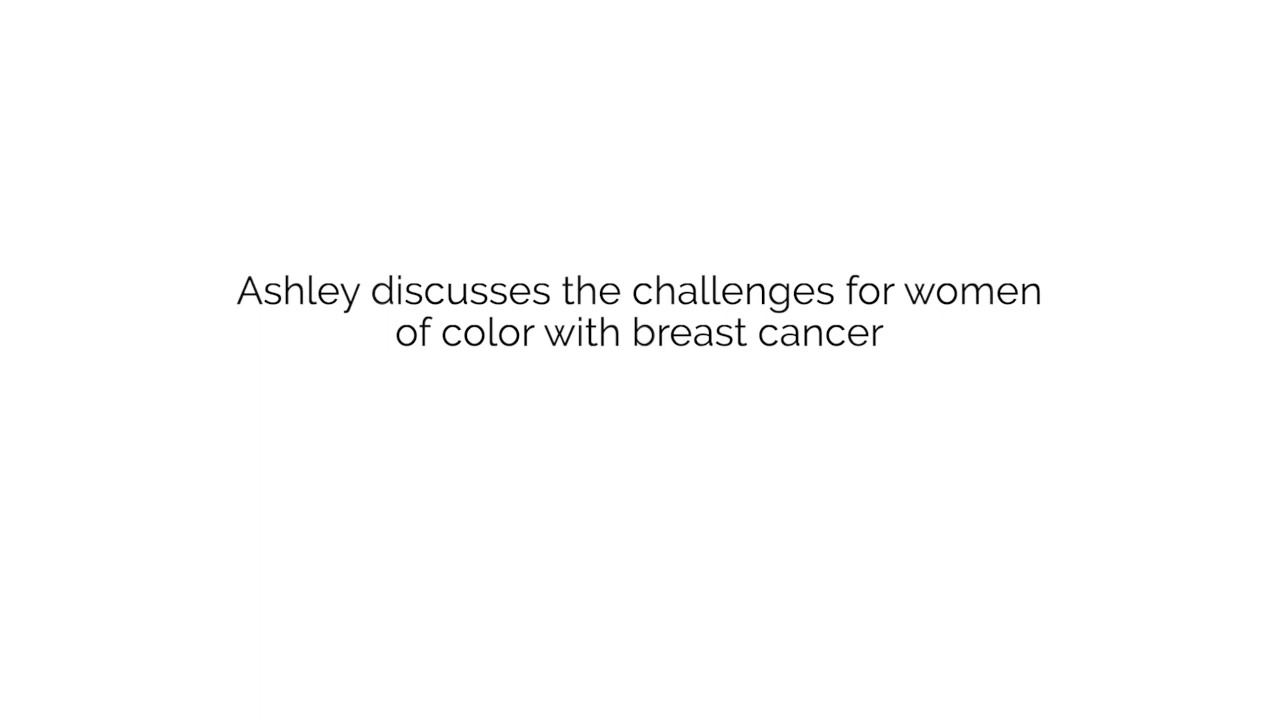 Ashley discusses the challenges for women
of color with breast cancer